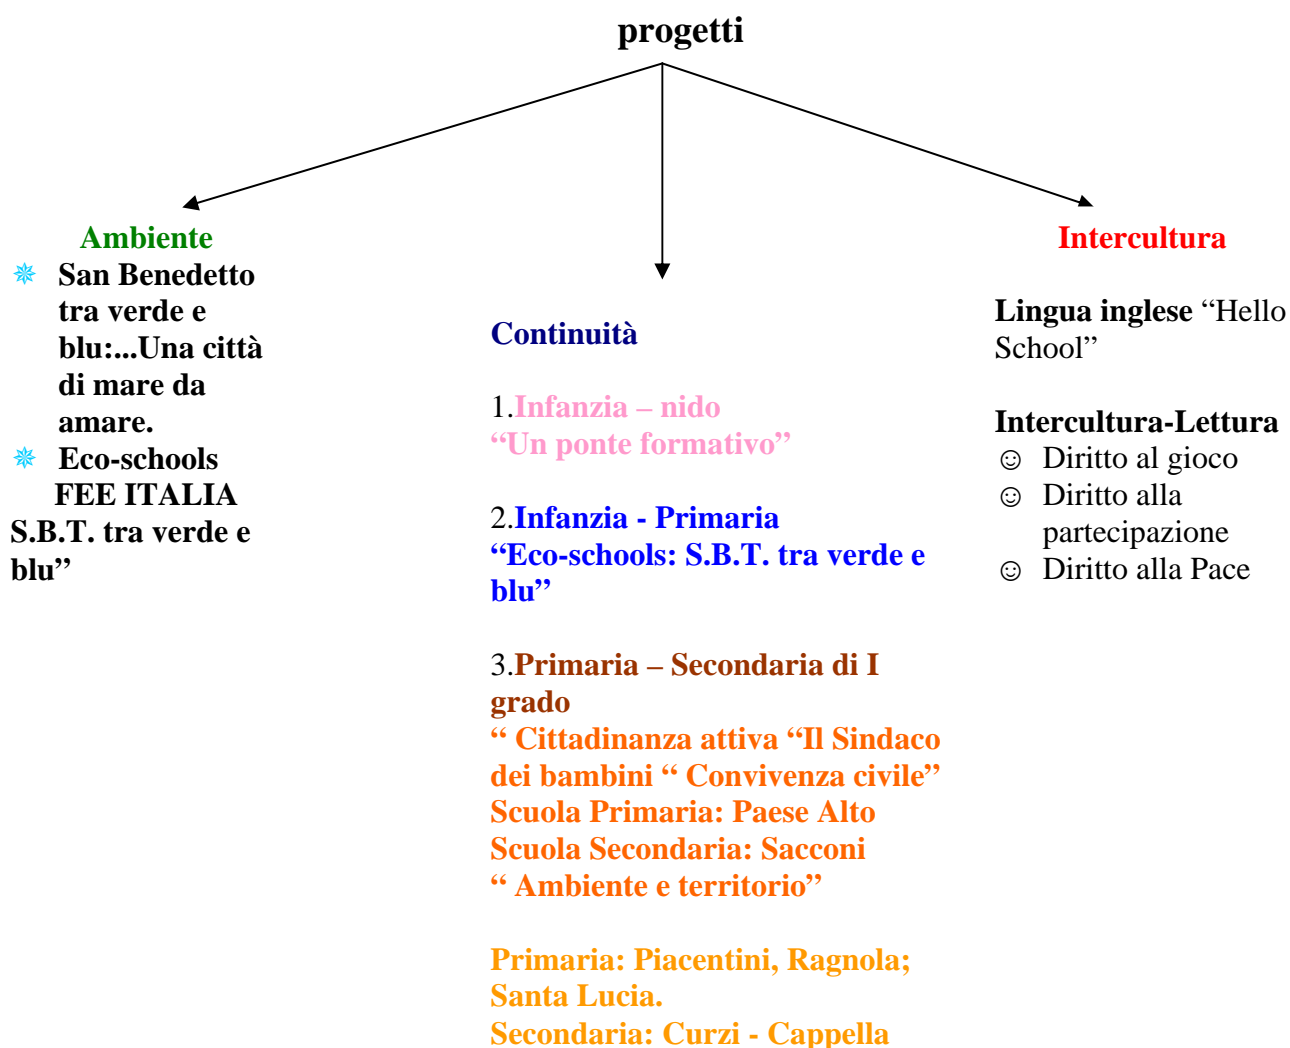 progetti
Ambiente
San Benedetto
tra verde e
blu:...Una città
di mare da
amare.
Eco-schools
FEE ITALIA
S.B.T. tra verde e
blu”
Continuità
1.Infanzia – nido
“Un ponte formativo”
2.Infanzia - Primaria
“Eco-schools: S.B.T. tra verde e
blu”
3.Primaria – Secondaria di I
grado
“ Cittadinanza attiva “Il Sindaco
dei bambini “ Convivenza civile”
Scuola Primaria: Paese Alto
Scuola Secondaria: Sacconi
“ Ambiente e territorio”
Primaria: Piacentini, Ragnola;
Santa Lucia.
Secondaria: Curzi - Cappella
Intercultura
Lingua inglese “Hello
School”
Intercultura-Lettura
☺ Diritto al gioco
☺ Diritto alla
partecipazione
☺ Diritto alla Pace